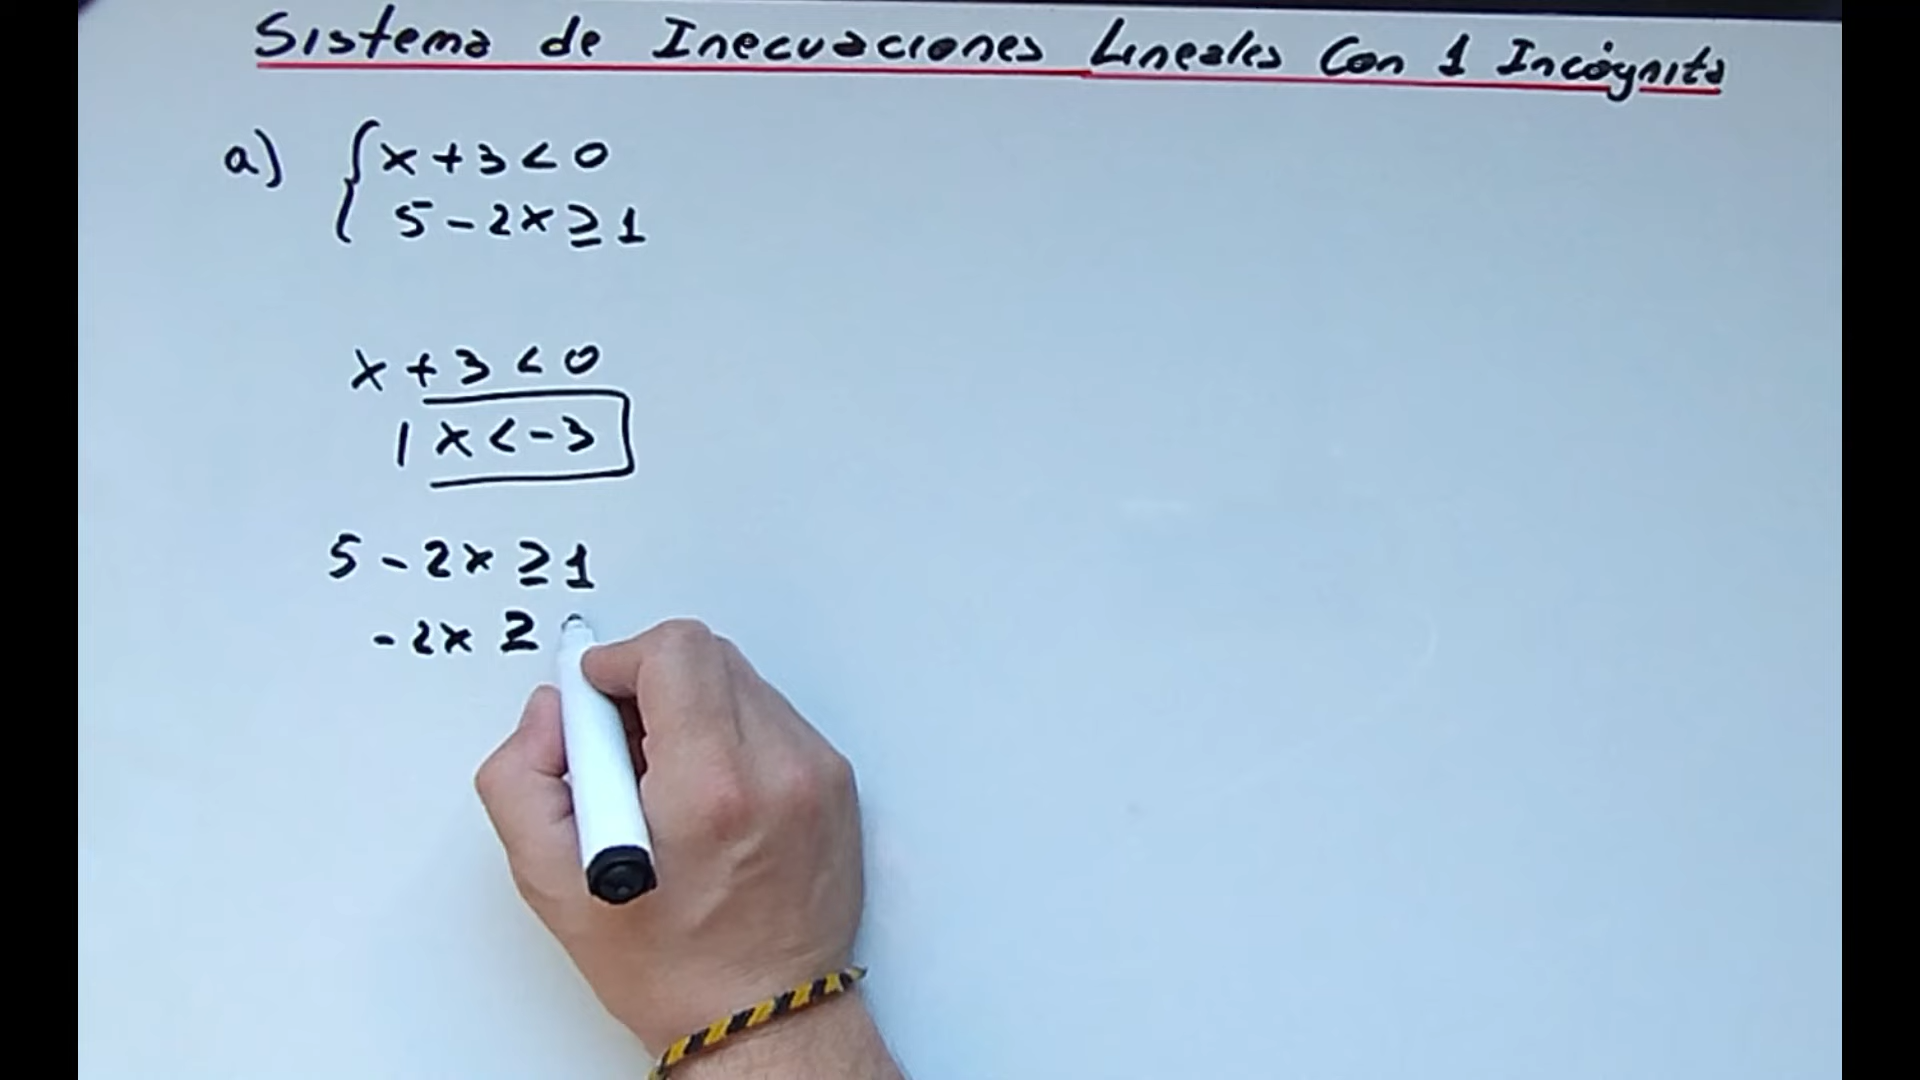 Sistema de Inecuaciones Lineales Con 1 Incógnita
a) { x + 3 < 0
5 - 2x ≥ 1
x + 3 < 0
x < -3
5 - 2x ≥ 1
-2x ≥